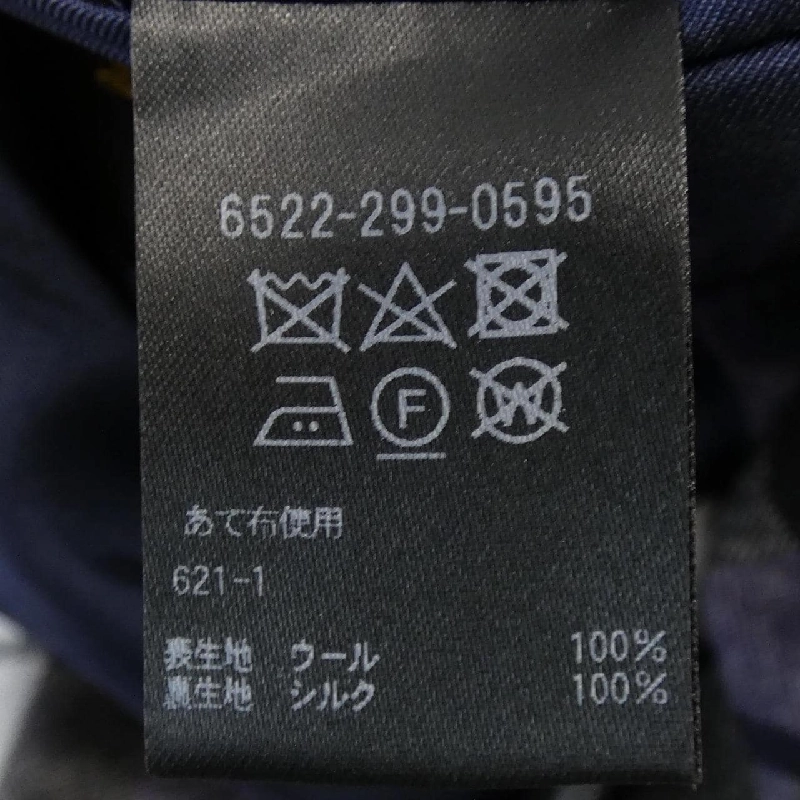 6522-299-0595
F W
あて布使用
621-1
表生地 ウール 100%
裏生地 シルク 100%